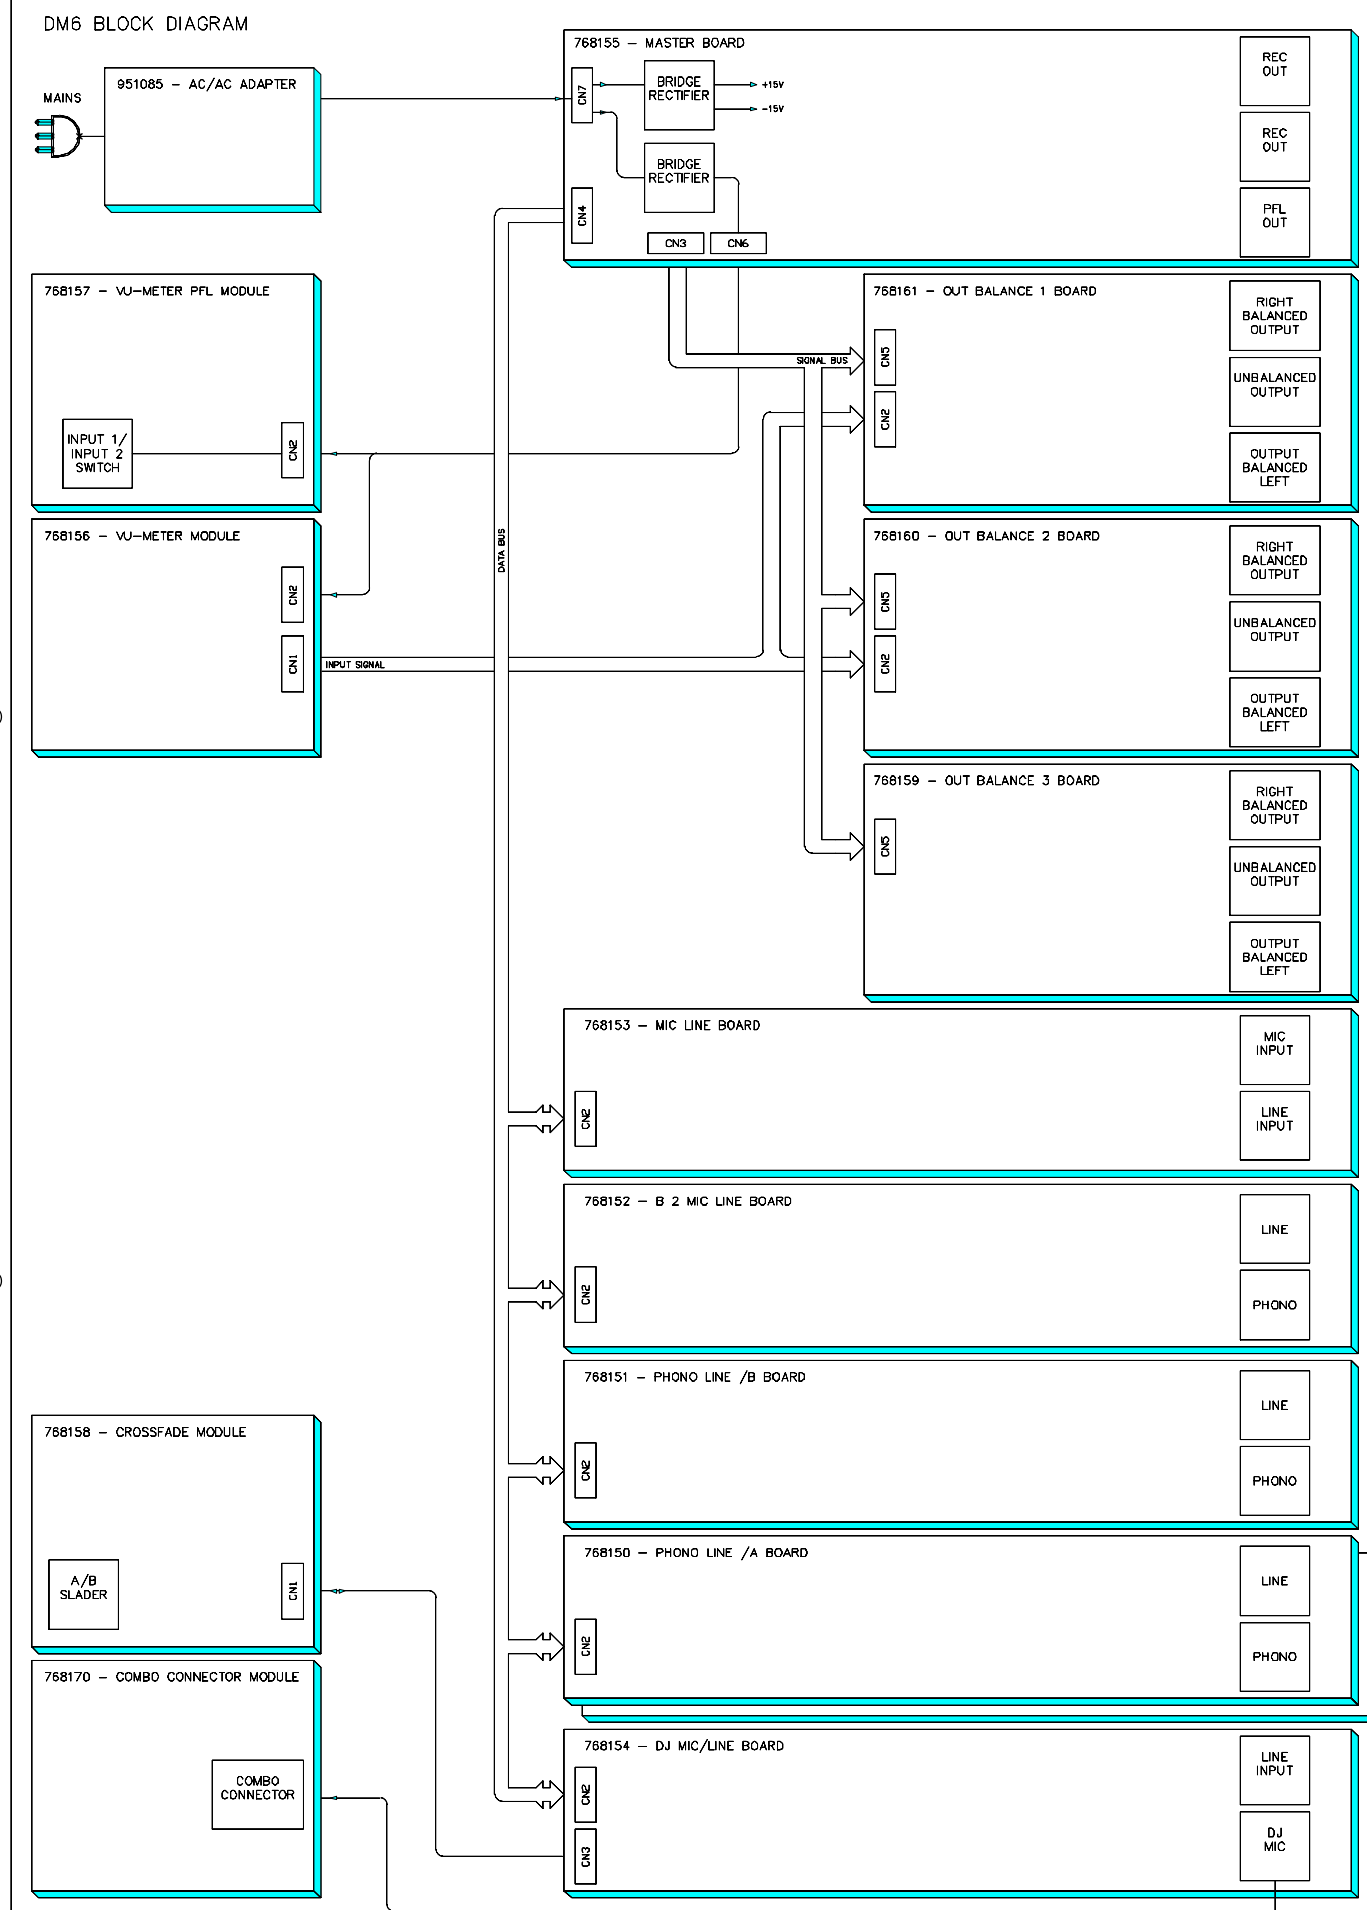 DM6 BLOCK DIAGRAM
MAINS
951085 - AC/AC ADAPTER
768155 - MASTER BOARD
CN7
BRIDGE
RECTIFIER
+15V
-15V
BRIDGE
RECTIFIER
CN4
CN3
CN6
REC
OUT
REC
OUT
PFL
OUT
768157 - VU-METER PFL MODULE
INPUT 1/
INPUT 2
SWITCH
CN2
768161 - OUT BALANCE 1 BOARD
SIGNAL BUS
CN5
CN2
RIGHT
BALANCED
OUTPUT
UNBALANCED
OUTPUT
OUTPUT
BALANCED
LEFT
768156 - VU-METER MODULE
CN2
CN1
INPUT SIGNAL
DATA BUS
768160 - OUT BALANCE 2 BOARD
CN5
CN2
RIGHT
BALANCED
OUTPUT
UNBALANCED
OUTPUT
OUTPUT
BALANCED
LEFT
768159 - OUT BALANCE 3 BOARD
CN5
RIGHT
BALANCED
OUTPUT
UNBALANCED
OUTPUT
OUTPUT
BALANCED
LEFT
768153 - MIC LINE BOARD
CN2
MIC
INPUT
LINE
INPUT
768152 - B 2 MIC LINE BOARD
CN2
LINE
PHONO
768151 - PHONO LINE /B BOARD
CN2
LINE
PHONO
768158 - CROSSFADE MODULE
A/B
SLADER
CN1
768150 - PHONO LINE /A BOARD
CN2
LINE
PHONO
768170 - COMBO CONNECTOR MODULE
COMBO
CONNECTOR
768154 - DJ MIC/LINE BOARD
CN2
CN3
LINE
INPUT
DJ
MIC